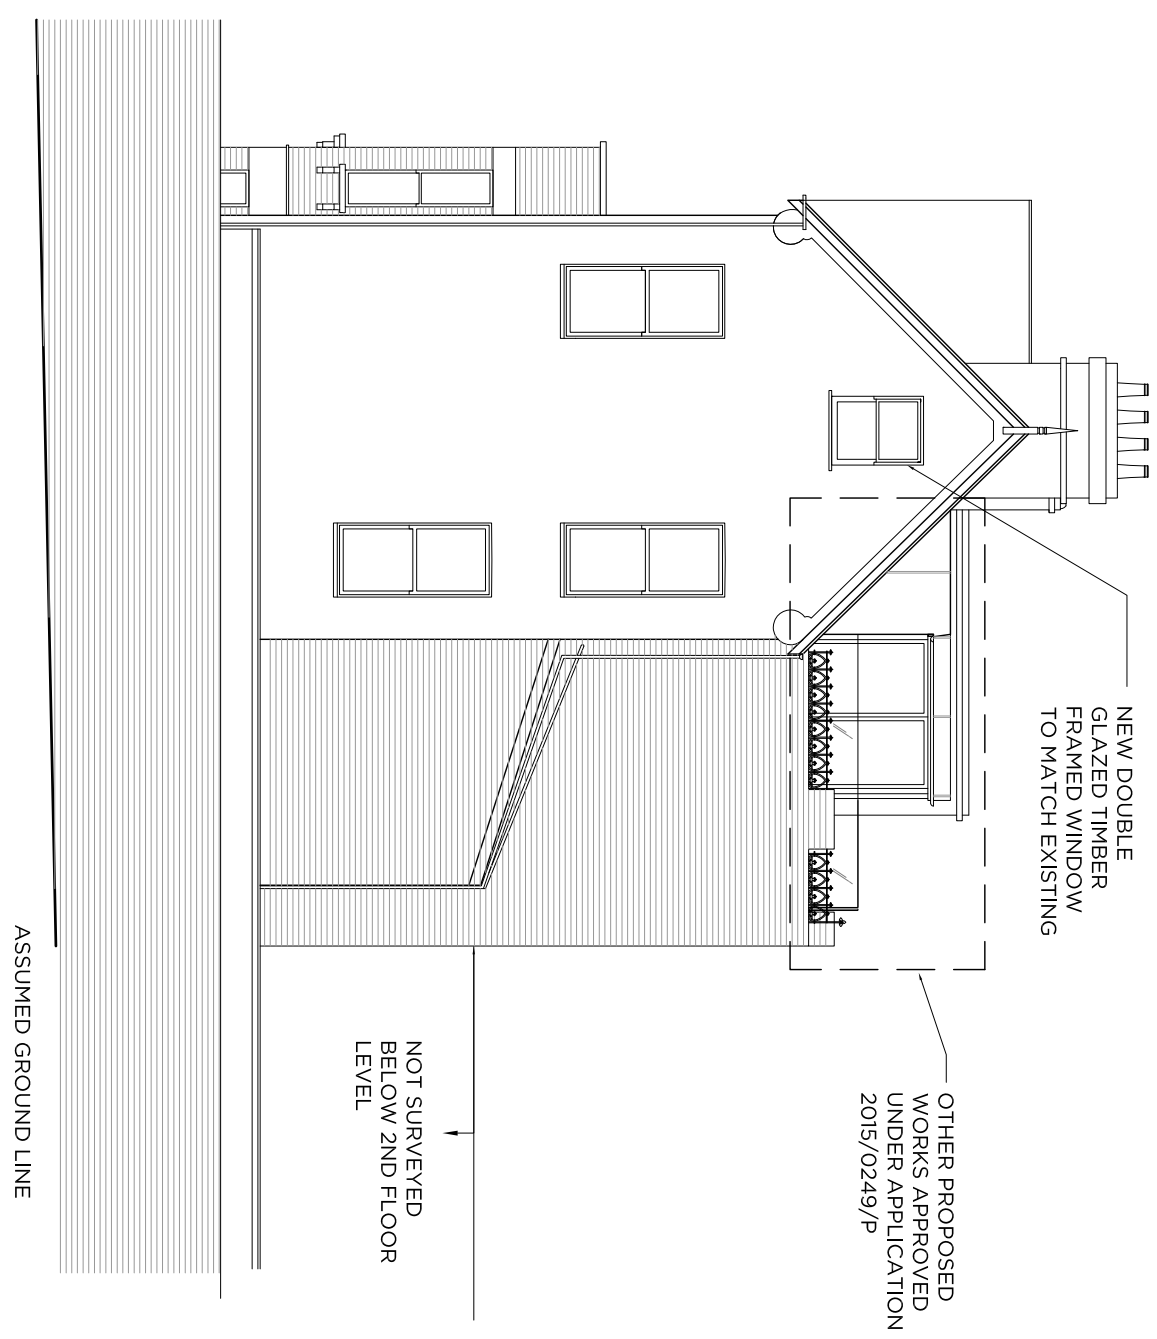 NEW DOUBLE
GLAZED TIMBER
FRAMED WINDOW
TO MATCH EXISTING
OTHER PROPOSED
WORKS APPROVED
UNDER APPLICATION
2015/0249/P
NOT SURVEYED
BELOW 2ND FLOOR
LEVEL
ASSUMED GROUND LINE